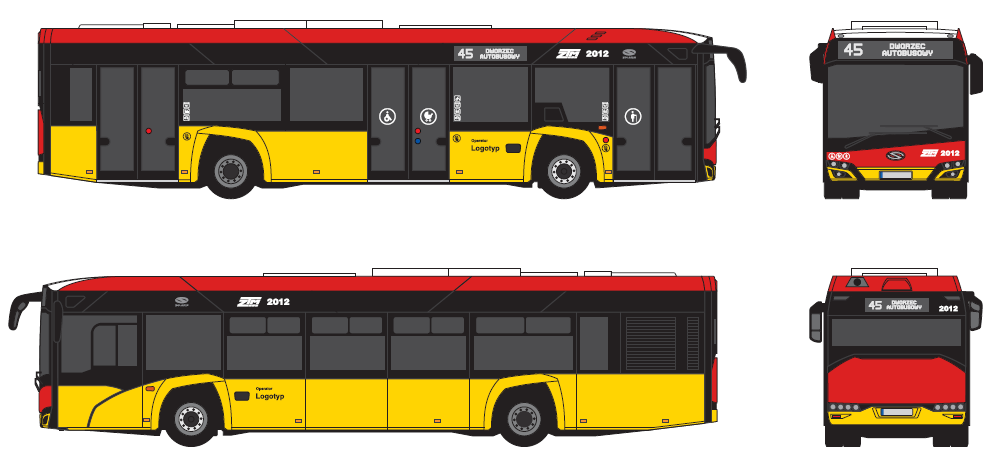 45 DWORZEC
AUTOBUSOWY
ZTM 2012
Operator
Logotyp
45 DWORZEC
AUTOBUSOWY
ZTM 2012
ZTM 2012
Operator
Logotyp
45 DWORZEC
AUTOBUSOWY
2012